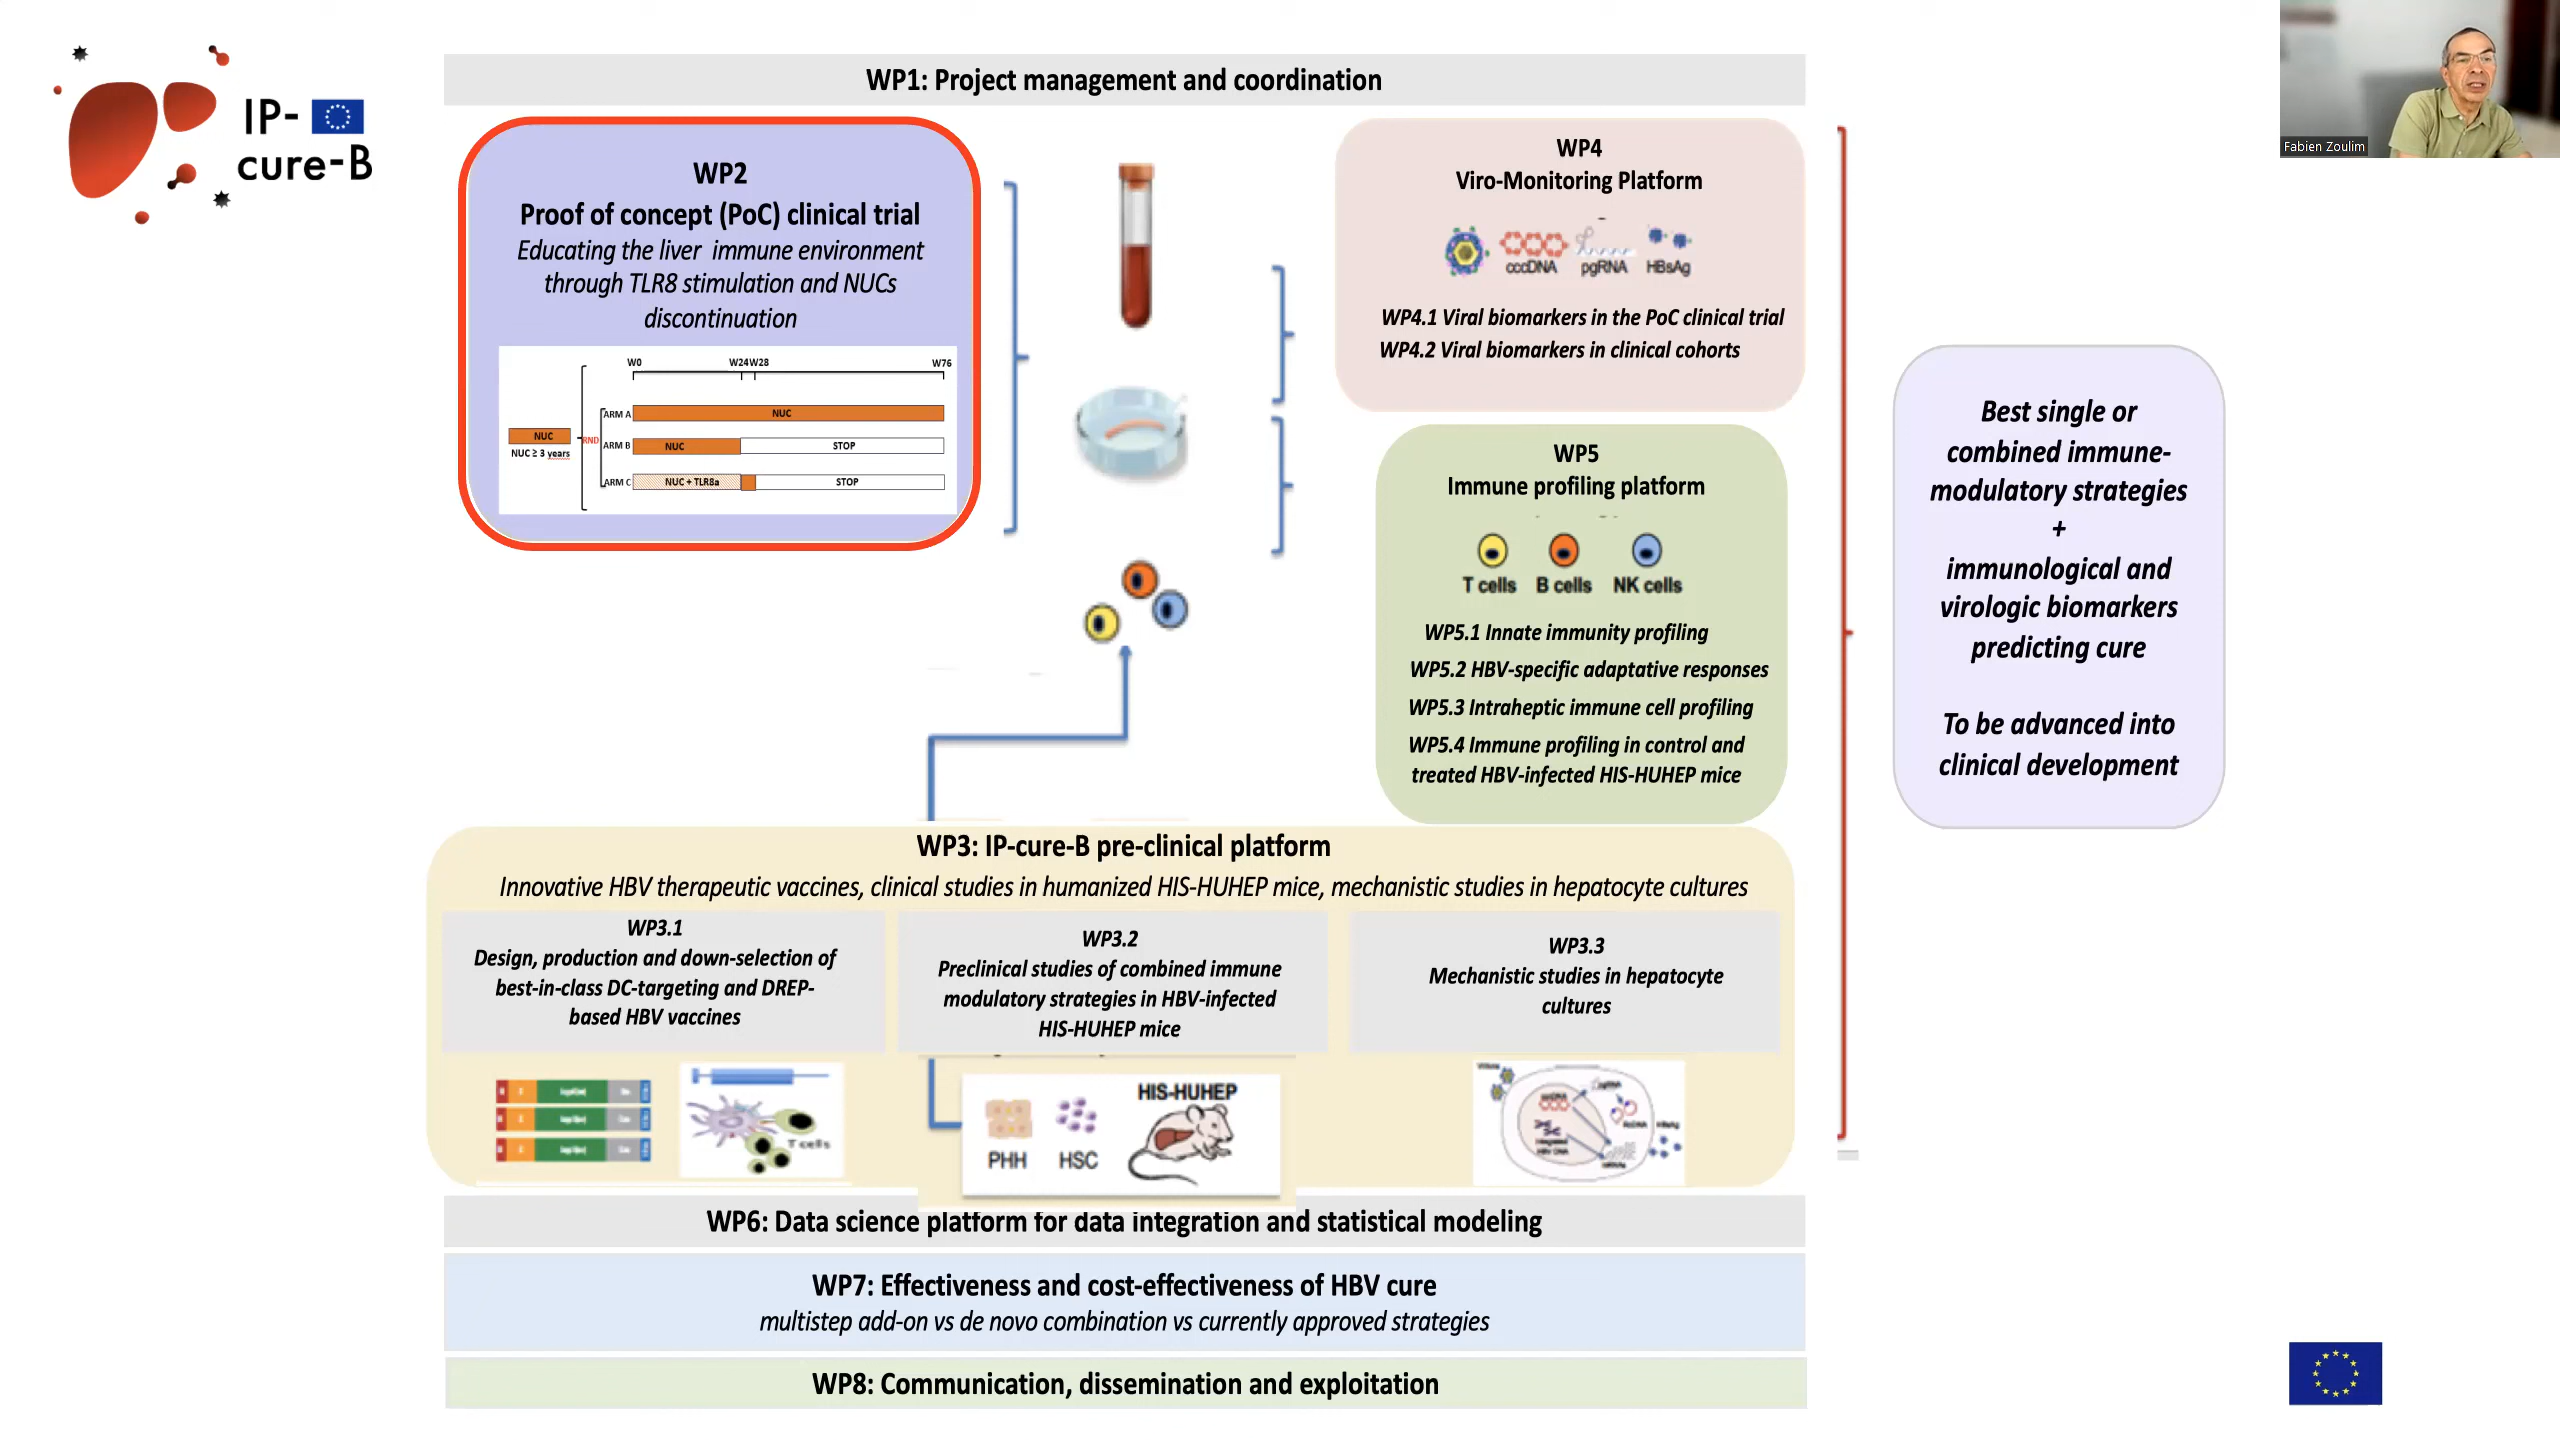 IP-
cure-B
WP1: Project management and coordination
Fabien Zoulim
WP2
Proof of concept (PoC) clinical trial
Educating the liver immune environment
through TLR8 stimulation and NUCs
discontinuation
W0 W24 W28 W76
NUC
NUC ≥ 3 years
RND
ARM A NUC
ARM B NUC STOP
ARM C NUC + TLR8a STOP
WP4
Viro-Monitoring Platform
cccDNA pgRNA HBsAg
WP4.1 Viral biomarkers in the PoC clinical trial
WP4.2 Viral biomarkers in clinical cohorts
WP5
Immune profiling platform
T cells B cells NK cells
WP5.1 Innate immunity profiling
WP5.2 HBV-specific adaptative responses
WP5.3 Intraheptic immune cell profiling
WP5.4 Immune profiling in control and
treated HBV-infected HIS-HUHEP mice
Best single or
combined immune-
modulatory strategies
+
immunological and
virologic biomarkers
predicting cure
To be advanced into
clinical development
WP3: IP-cure-B pre-clinical platform
Innovative HBV therapeutic vaccines, clinical studies in humanized HIS-HUHEP mice, mechanistic studies in hepatocyte cultures
WP3.1
Design, production and down-selection of
best-in-class DC-targeting and DREP-
based HBV vaccines
T cells
WP3.2
Preclinical studies of combined immune
modulatory strategies in HBV-infected
HIS-HUHEP mice
HIS-HUHEP
PHH HSC
WP3.3
Mechanistic studies in hepatocyte
cultures
WP6: Data science platform for data integration and statistical modeling
WP7: Effectiveness and cost-effectiveness of HBV cure
multistep add-on vs de novo combination vs currently approved strategies
WP8: Communication, dissemination and exploitation